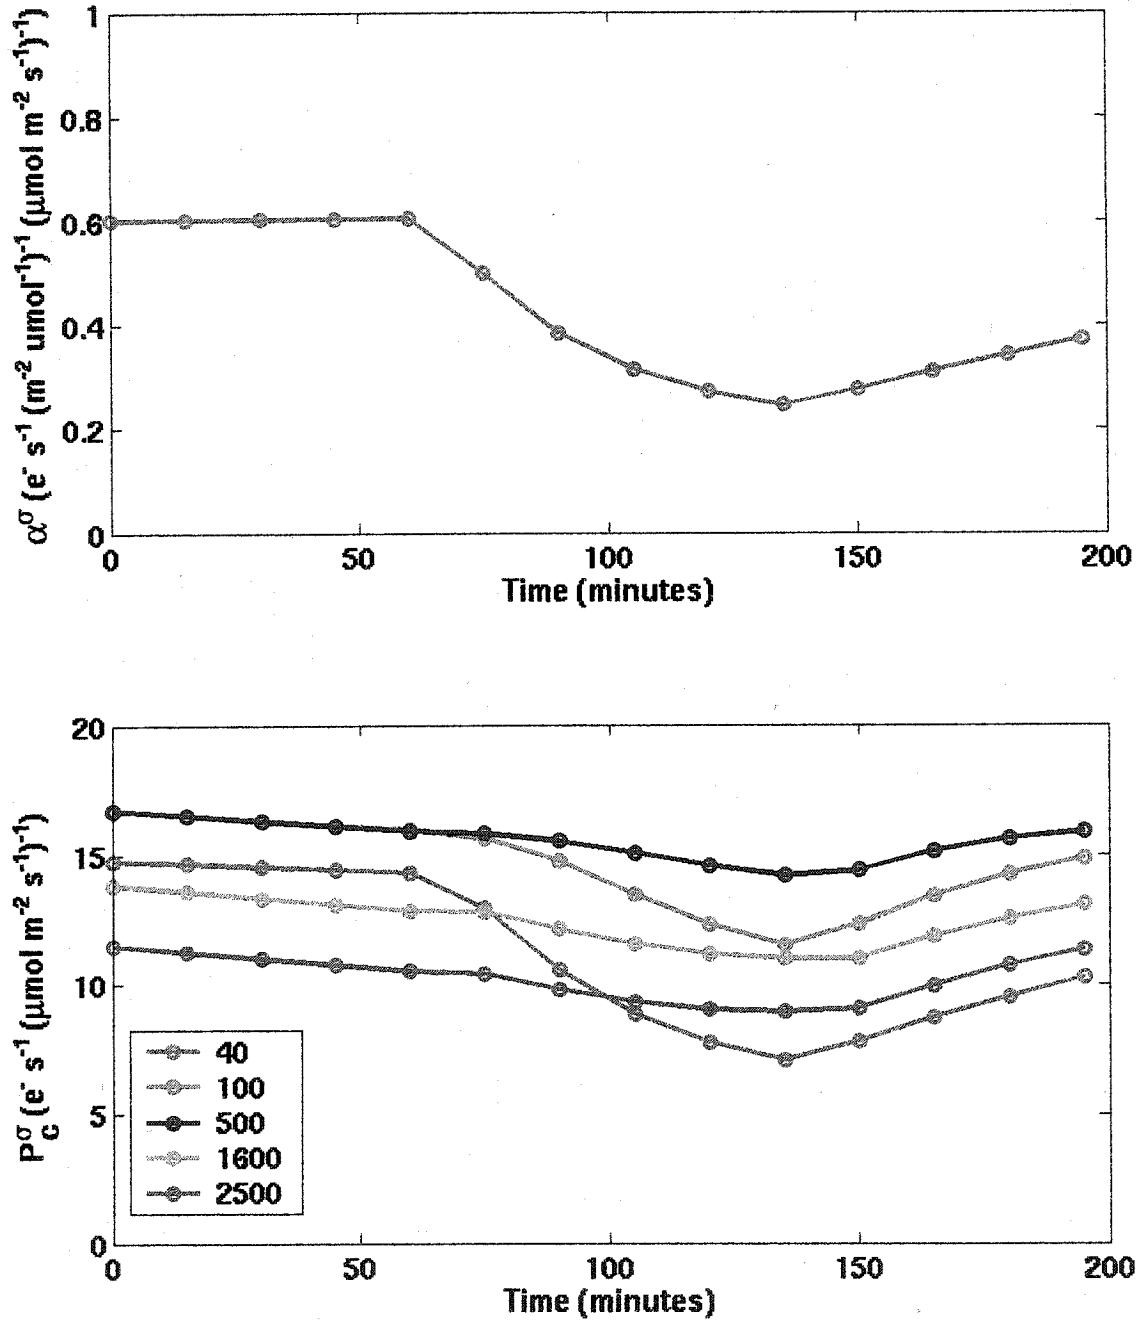 1
0.8
0.6
0.4
0.2
0
α^σ (e⁻ s⁻¹ (m⁻² umol⁻¹)⁻¹ (μmol m⁻² s⁻¹)⁻¹
0 50 100 150 200
Time (minutes)
20
15
10
5
0
P_c^σ (e⁻ s⁻¹ (μmol m⁻² s⁻¹)⁻¹)
40
100
500
1600
2500
0 50 100 150 200
Time (minutes)